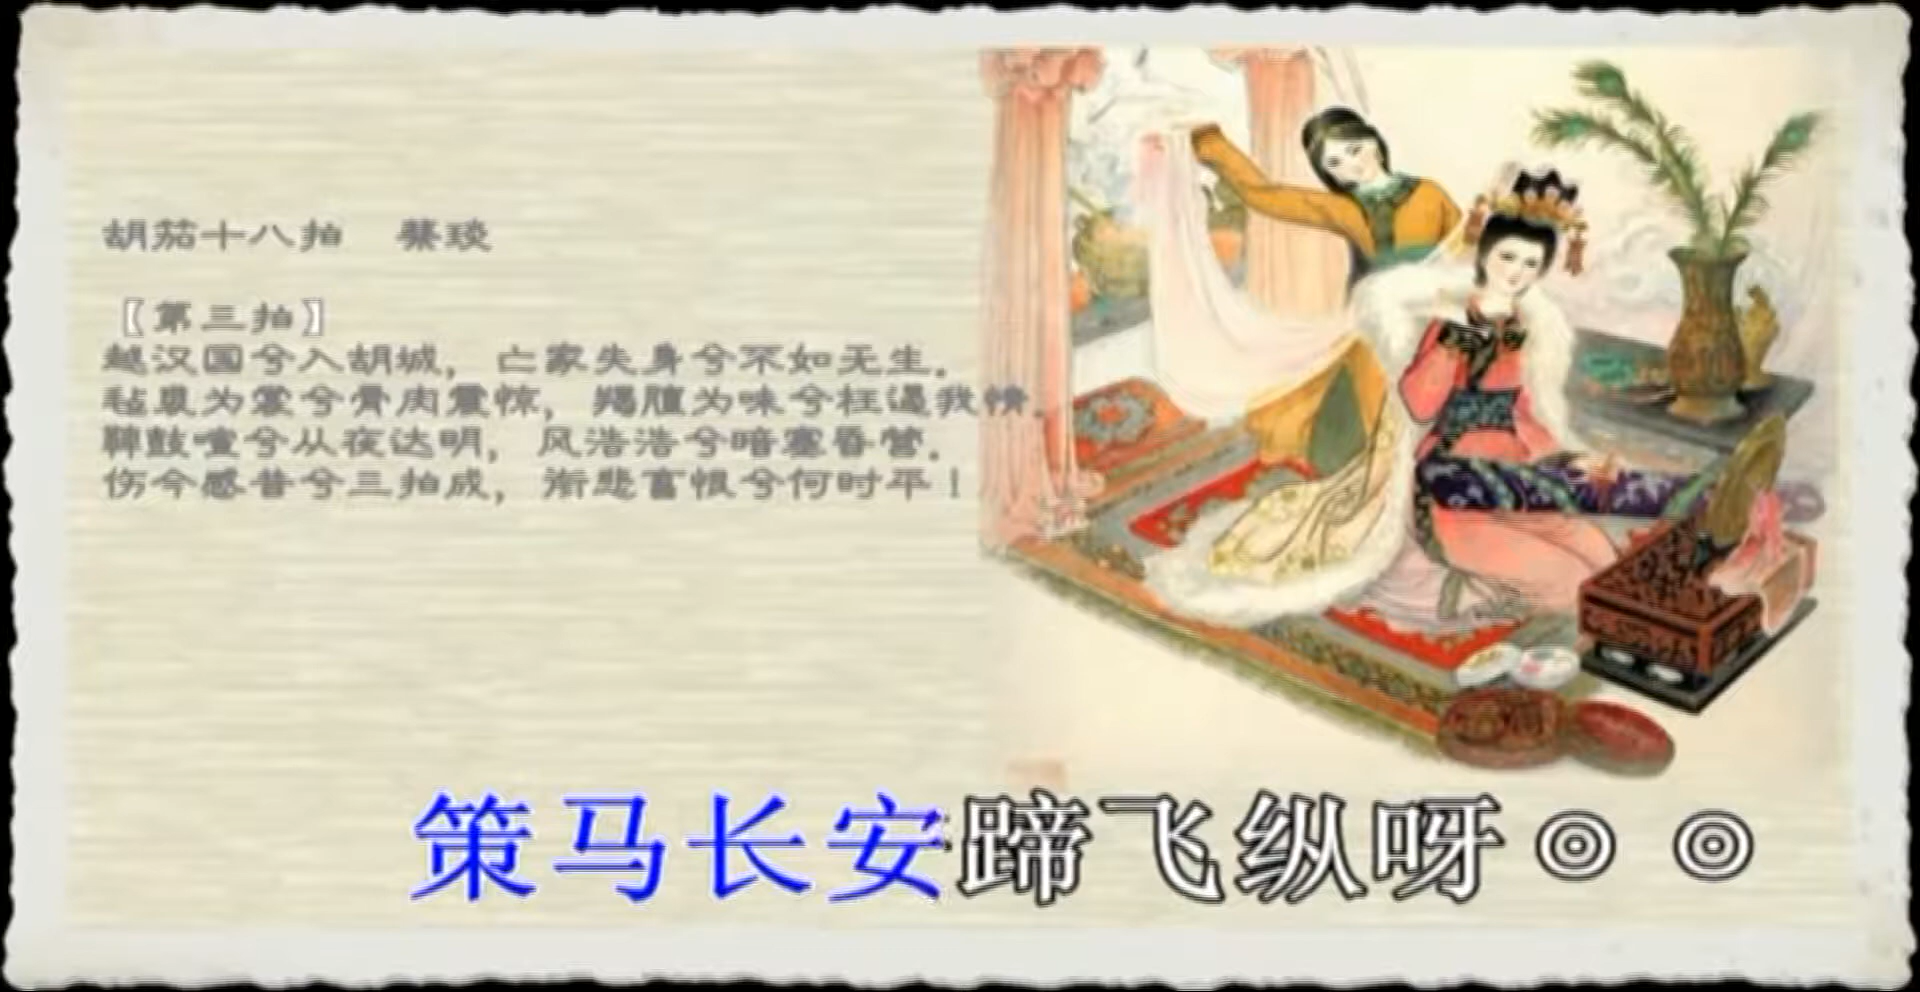 胡笳十八拍　蔡琰
〖第三拍〗
越汉国兮入胡城，亡家失身兮不如无生。
毡裘为裳兮骨肉震惊，羯膻为味兮枉遏我情。
鞞鼓喧兮从夜达明，风浩浩兮暗塞昏营。
伤今感昔兮三拍成，衔悲畜恨兮何时平！
策马长安蹄飞纵呀◎◎